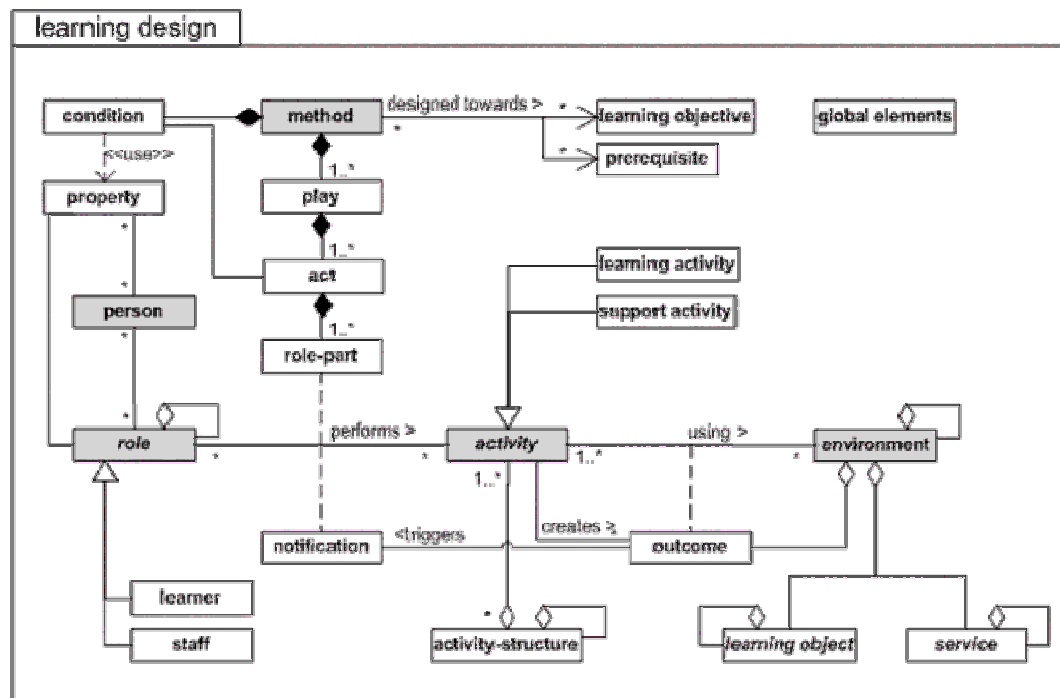 learning design
condition
method
designed towards >
*
*
learning objective
global elements
*
prerequisite
<<use>>
1..*
property
play
*
1..*
act
learning activity
person
support activity
*
1..*
role-part
*
role
performs >
activity
using >
environment
*
*
1..*
*
1..*
creates >
notification
<triggers
outcome
learner
*
staff
activity-structure
learning object
service